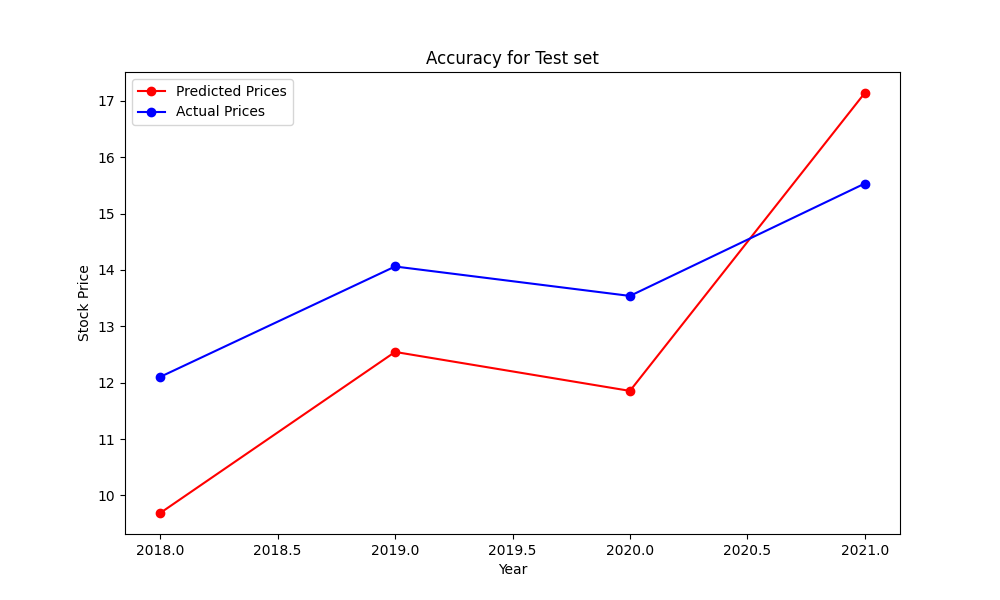 Accuracy for Test set
Predicted Prices
Actual Prices
17
16
15
14
13
12
11
10
Stock Price
2018.0 2018.5 2019.0 2019.5 2020.0 2020.5 2021.0
Year